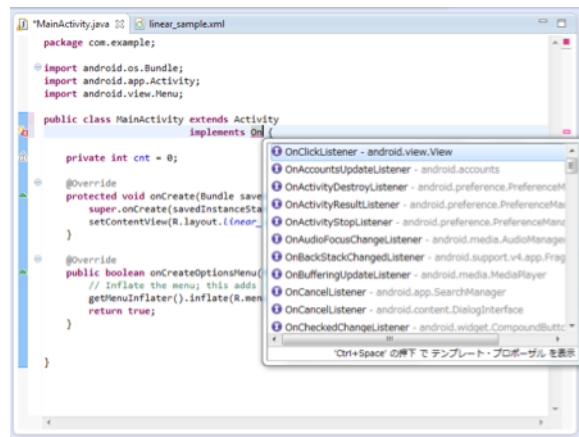 *MainActivity.java linear_sample.xml
package com.example;
import android.os.Bundle;
import android.app.Activity;
import android.view.Menu;
public class MainActivity extends Activity
implements On {
private int cnt = 0;
@Override
protected void onCreate(Bundle save
super.onCreate(savedInstanceSta
setContentView(R.layout.linear_
}
@Override
public boolean onCreateOptionsMenu(
// Inflate the menu; this adds
getMenuInflater().inflate(R.men
return true;
}
}
OnClickListener - android.view.View
OnAccountsUpdateListener - android.accounts
OnActivityDestroyListener - android.preference.PreferenceM
OnActivityResultListener - android.preference.PreferenceMa
OnActivityStopListener - android.preference.PreferenceMana
OnAudioFocusChangeListener - android.media.AudioManager
OnBackStackChangedListener - android.support.v4.app.Frag
OnBufferingUpdateListener - android.media.MediaPlayer
OnCancelListener - android.app.SearchManager
OnCancelListener - android.content.DialogInterface
OnCheckedChangeListener - android.widget.CompoundButto
'Ctrl+Space' の押下 で テンプレート・プロポーザル を表示